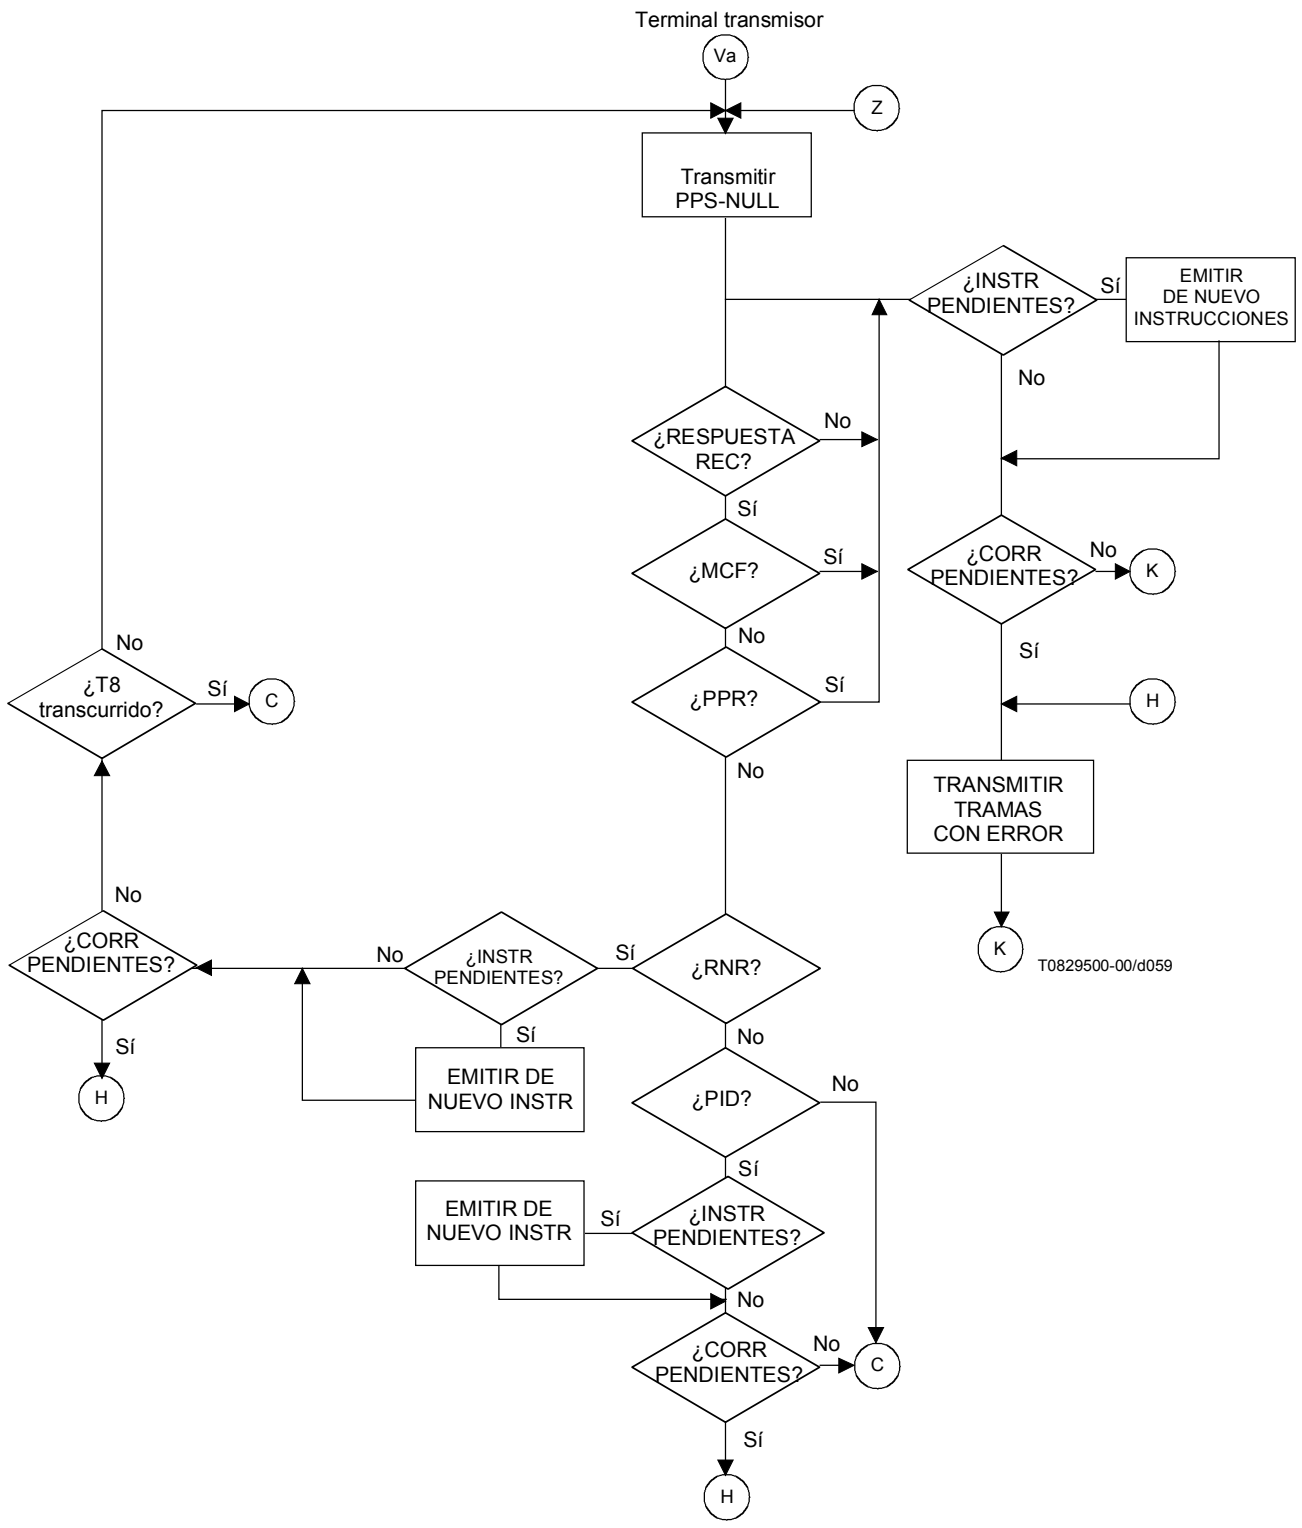 Terminal transmisor
Va
Z
Transmitir
PPS-NULL
¿INSTR
PENDIENTES?
Sí
EMITIR
DE NUEVO
INSTRUCCIONES
No
¿RESPUESTA
REC?
No
Sí
¿MCF?
Sí
No
¿CORR
PENDIENTES?
No
K
Sí
¿PPR?
Sí
No
H
TRANSMITIR
TRAMAS
CON ERROR
K
T0829500-00/d059
No
¿T8
transcurrido?
Sí
C
No
¿CORR
PENDIENTES?
Sí
H
No
¿INSTR
PENDIENTES?
Sí
Sí
EMITIR DE
NUEVO INSTR
¿RNR?
No
¿PID?
No
Sí
EMITIR DE
NUEVO INSTR
Sí
¿INSTR
PENDIENTES?
No
¿CORR
PENDIENTES?
No
C
Sí
H